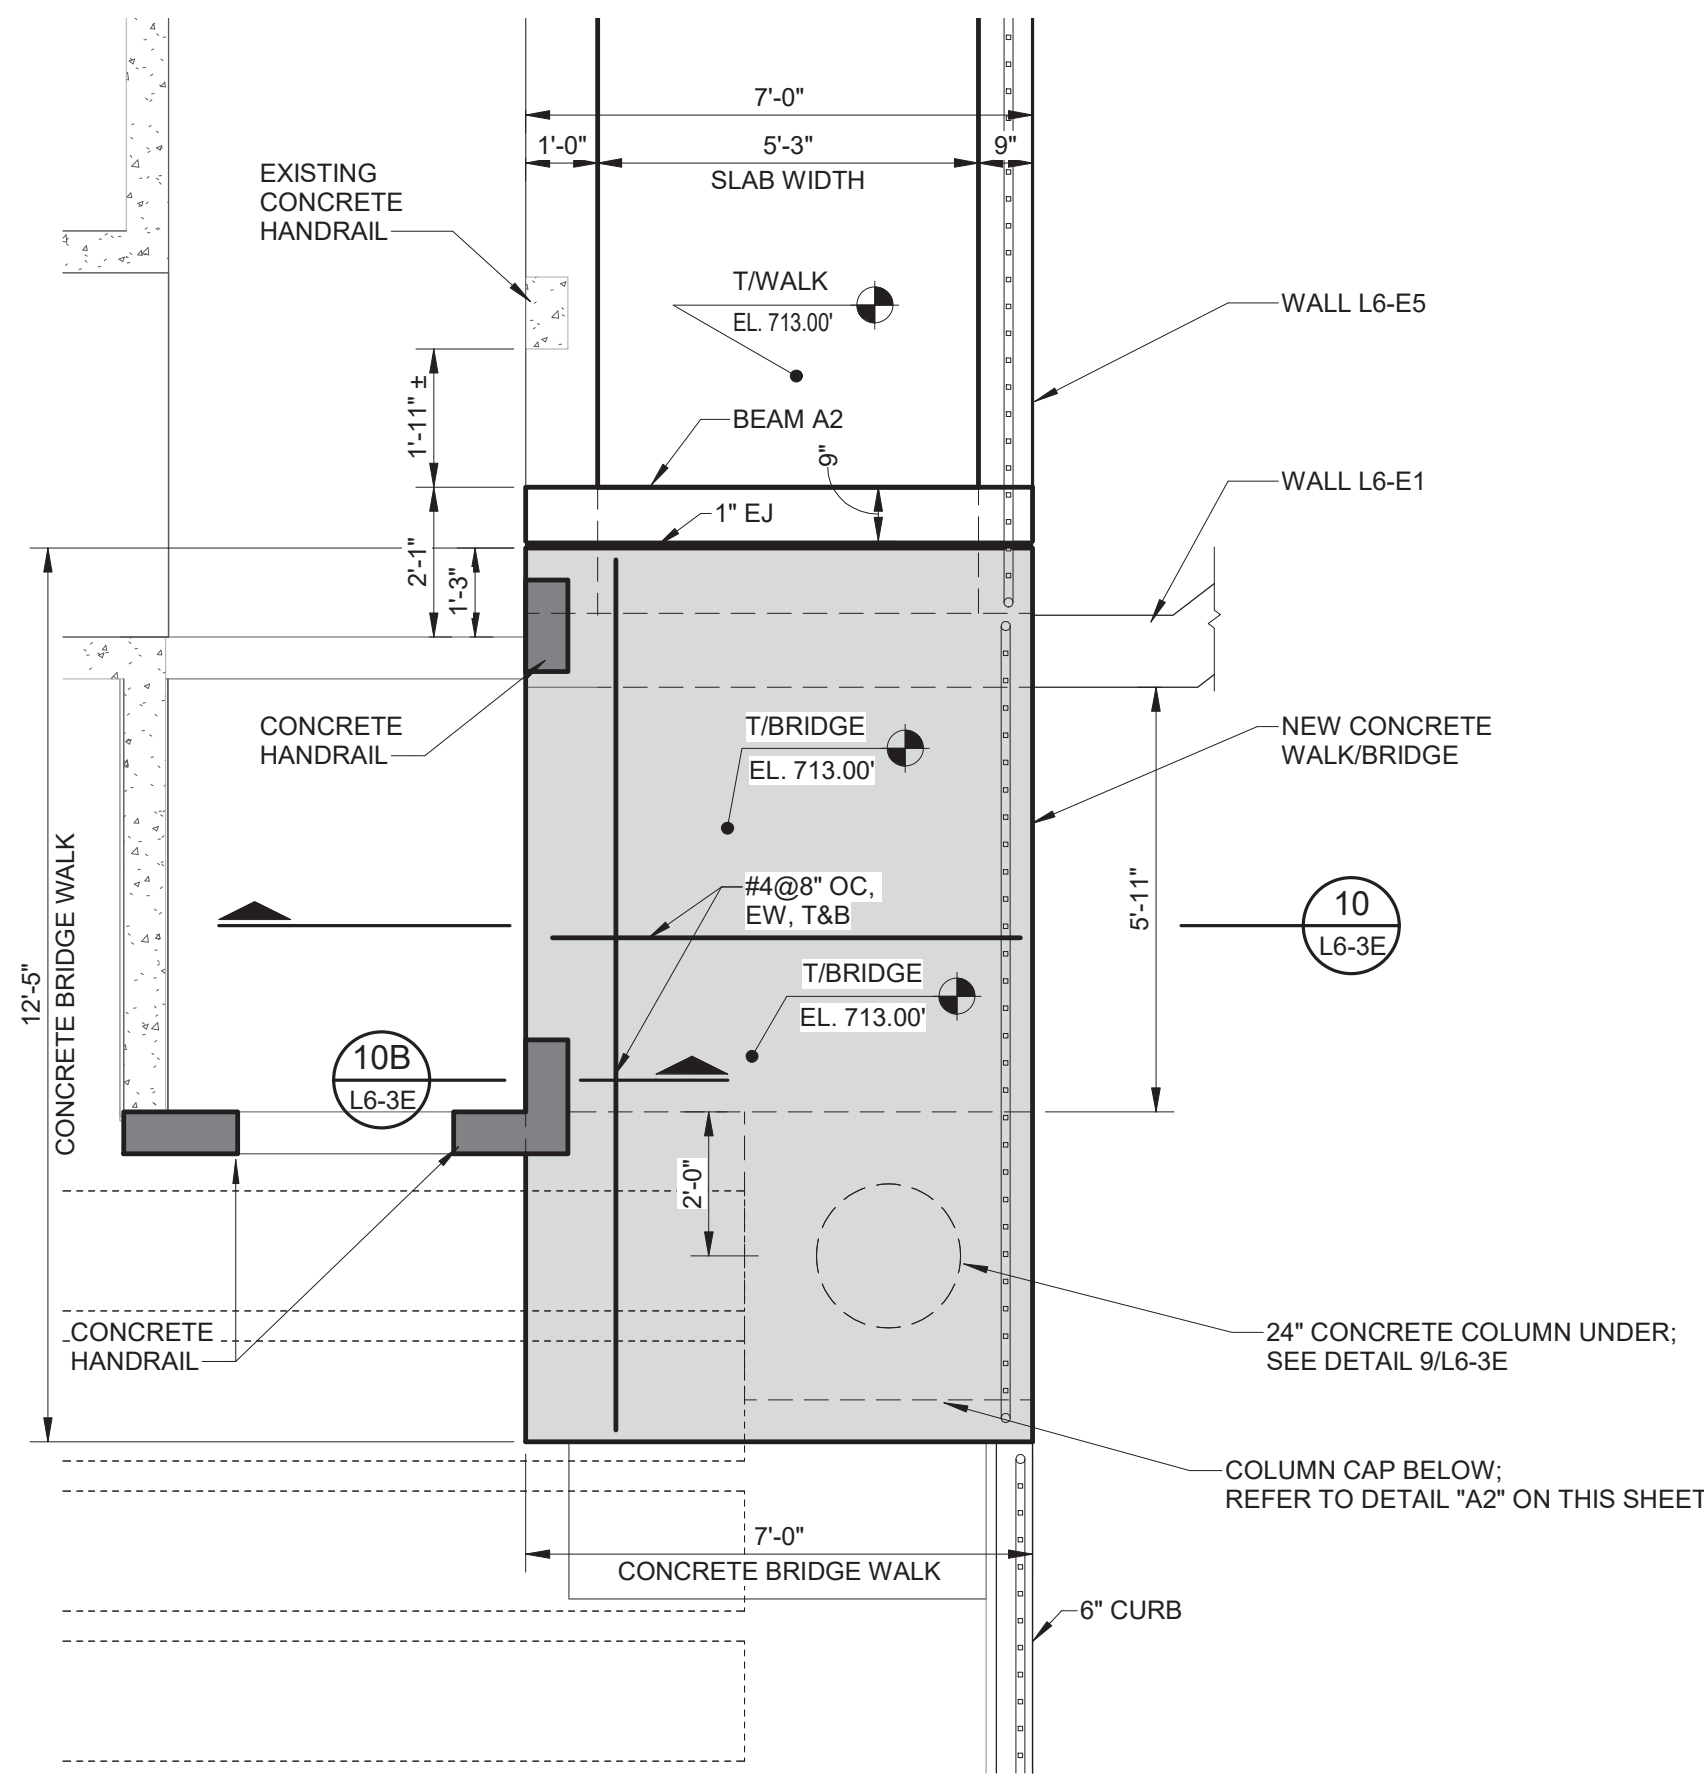 7'-0"
1'-0"
5'-3"
9"
SLAB WIDTH
EXISTING
CONCRETE
HANDRAIL
T/WALK
EL. 713.00'
WALL L6-E5
1'-11" ±
BEAM A2
9"
WALL L6-E1
1" EJ
2'-1"
1'-3"
CONCRETE
HANDRAIL
T/BRIDGE
EL. 713.00'
NEW CONCRETE
WALK/BRIDGE
12'-5"
CONCRETE BRIDGE WALK
#4@8" OC,
EW, T&B
5'-11"
10
L6-3E
T/BRIDGE
EL. 713.00'
10B
L6-3E
2'-0"
CONCRETE
HANDRAIL
24" CONCRETE COLUMN UNDER;
SEE DETAIL 9/L6-3E
COLUMN CAP BELOW;
REFER TO DETAIL "A2" ON THIS SHEET
7'-0"
CONCRETE BRIDGE WALK
6" CURB